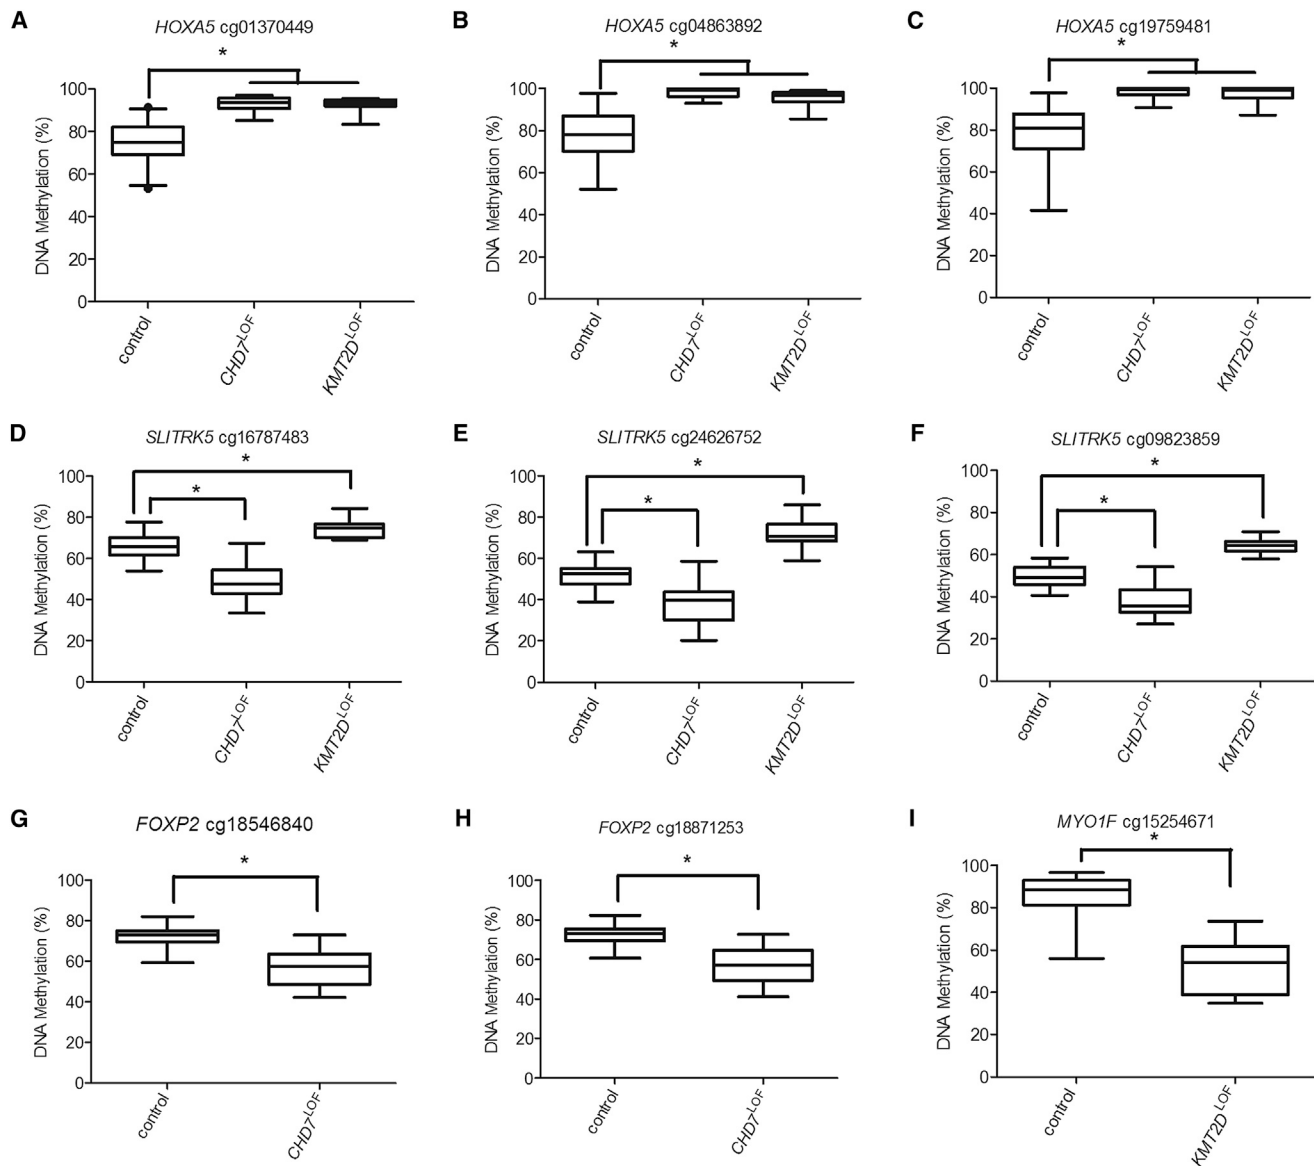 A
HOXA5 cg01370449
*
DNA Methylation (%)
100
80
60
40
20
0
control
CHD7LOF
KMT2DLOF
B
HOXA5 cg04863892
*
DNA Methylation (%)
100
80
60
40
20
0
control
CHD7LOF
KMT2DLOF
C
HOXA5 cg19759481
*
DNA Methylation (%)
100
80
60
40
20
0
control
CHD7LOF
KMT2DLOF
D
SLITRK5 cg16787483
*
*
DNA Methylation (%)
100
80
60
40
20
0
control
CHD7LOF
KMT2DLOF
E
SLITRK5 cg24626752
*
*
DNA Methylation (%)
100
80
60
40
20
0
control
CHD7LOF
KMT2DLOF
F
SLITRK5 cg09823859
*
*
DNA Methylation (%)
100
80
60
40
20
0
control
CHD7LOF
KMT2DLOF
G
FOXP2 cg18546840
*
DNA Methylation (%)
100
80
60
40
20
0
control
CHD7LOF
H
FOXP2 cg18871253
*
DNA Methylation (%)
100
80
60
40
20
0
control
CHD7LOF
I
MYO1F cg15254671
*
DNA Methylation (%)
100
80
60
40
20
0
control
KMT2DLOF